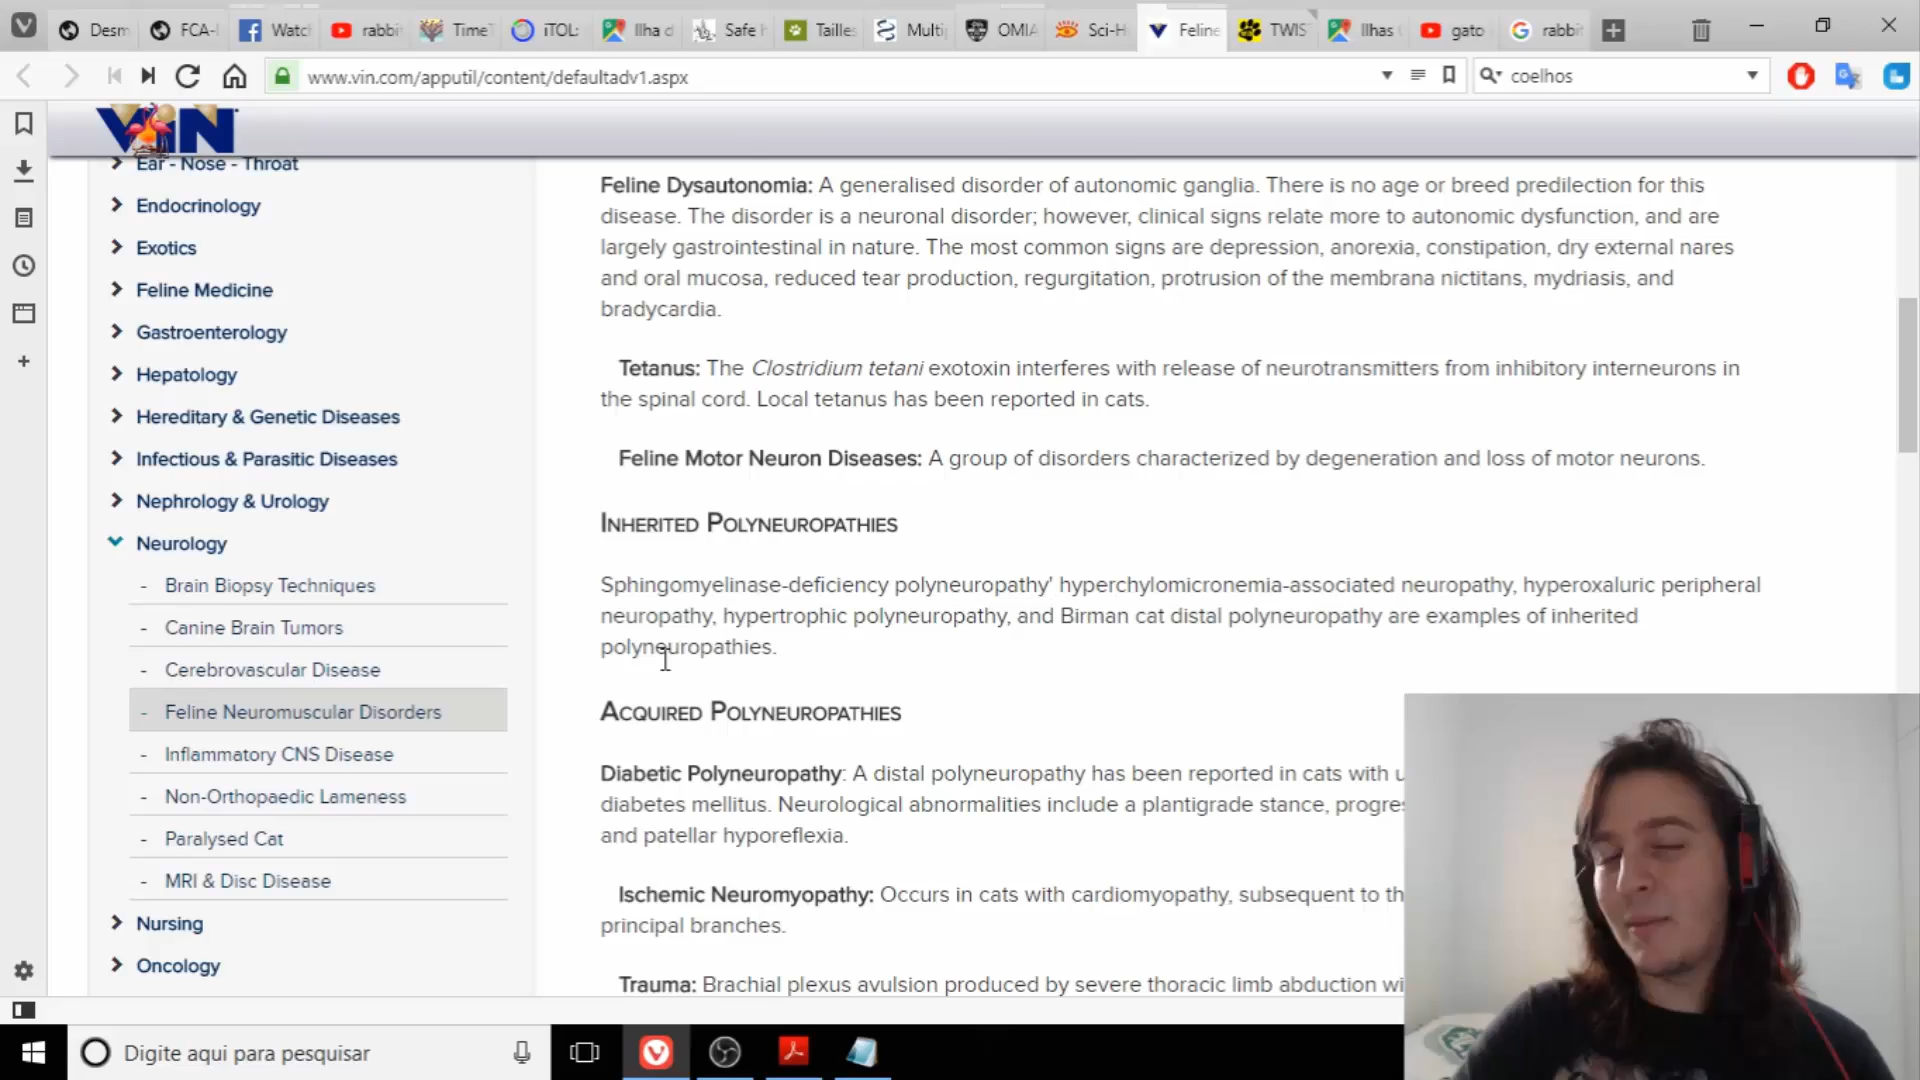 Desm
FCA-I
Watch
rabbi
Time
iTOL:
Ilha d
Safe
Tailles
Multi
OMIA
Sci-H
Feline
TWIS
Ilhas
gato
rabbi
www.vin.com/apputil/content/defaultadv1.aspx
coelhos
ViN
Ear - Nose - Throat
Endocrinology
Exotics
Feline Medicine
Gastroenterology
Hepatology
Hereditary & Genetic Diseases
Infectious & Parasitic Diseases
Nephrology & Urology
Neurology
- Brain Biopsy Techniques
- Canine Brain Tumors
- Cerebrovascular Disease
- Feline Neuromuscular Disorders
- Inflammatory CNS Disease
- Non-Orthopaedic Lameness
- Paralysed Cat
- MRI & Disc Disease
Nursing
Oncology
Feline Dysautonomia: A generalised disorder of autonomic ganglia. There is no age or breed predilection for this
disease. The disorder is a neuronal disorder; however, clinical signs relate more to autonomic dysfunction, and are
largely gastrointestinal in nature. The most common signs are depression, anorexia, constipation, dry external nares
and oral mucosa, reduced tear production, regurgitation, protrusion of the membrana nictitans, mydriasis, and
bradycardia.
Tetanus: The Clostridium tetani exotoxin interferes with release of neurotransmitters from inhibitory interneurons in
the spinal cord. Local tetanus has been reported in cats.
Feline Motor Neuron Diseases: A group of disorders characterized by degeneration and loss of motor neurons.
INHERITED POLYNEUROPATHIES
Sphingomyelinase-deficiency polyneuropathy' hyperchylomicronemia-associated neuropathy, hyperoxaluric peripheral
neuropathy, hypertrophic polyneuropathy, and Birman cat distal polyneuropathy are examples of inherited
polyneuropathies.
ACQUIRED POLYNEUROPATHIES
Diabetic Polyneuropathy: A distal polyneuropathy has been reported in cats with u
diabetes mellitus. Neurological abnormalities include a plantigrade stance, progres
and patellar hyporeflexia.
Ischemic Neuromyopathy: Occurs in cats with cardiomyopathy, subsequent to th
principal branches.
Trauma: Brachial plexus avulsion produced by severe thoracic limb abduction wi
Digite aqui para pesquisar